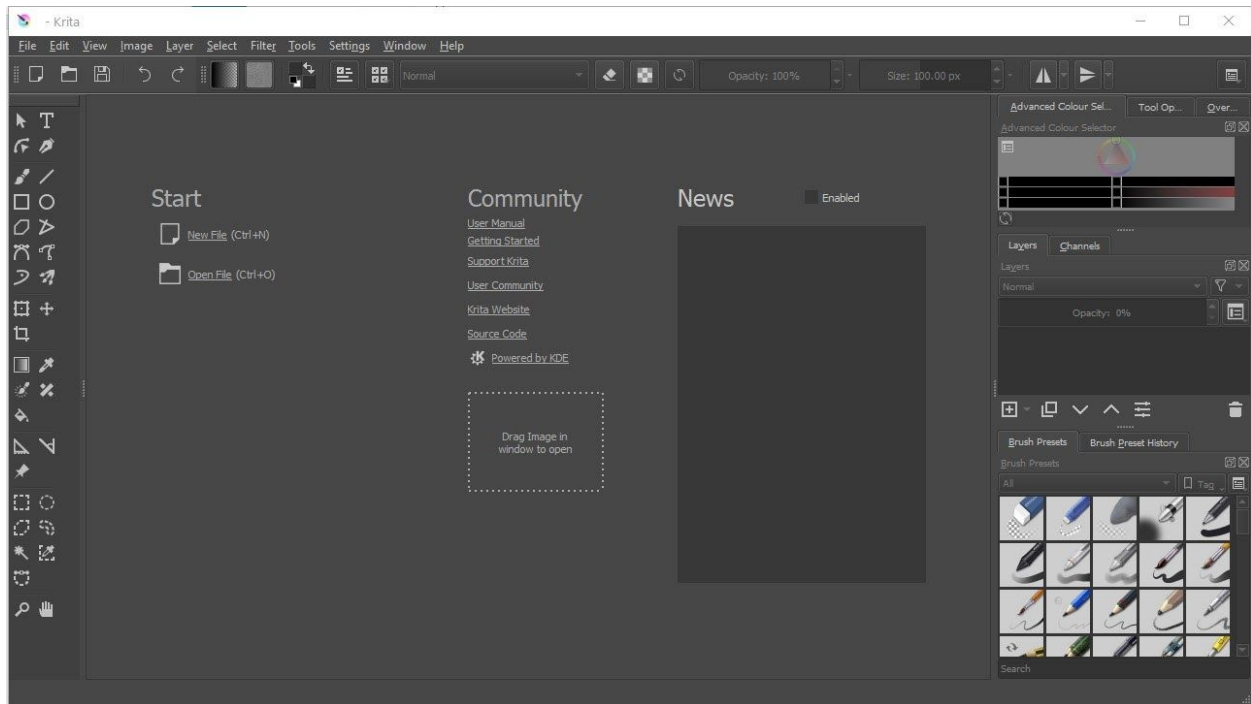 - Krita
File Edit View Image Layer Select Filter Tools Settings Window Help
Normal Opacity: 100% Size: 100.00 px
Advanced Colour Sel... Tool Op... Over...
Advanced Colour Selector
Start
New File (Ctrl+N)
Open File (Ctrl+O)
Community
User Manual
Getting Started
Support Krita
User Community
Krita Website
Source Code
Powered by KDE
Drag Image in
window to open
News Enabled
Layers Channels
Layers
Normal
Opacity: 0%
Brush Presets Brush Preset History
Brush Presets
All Tag
Search